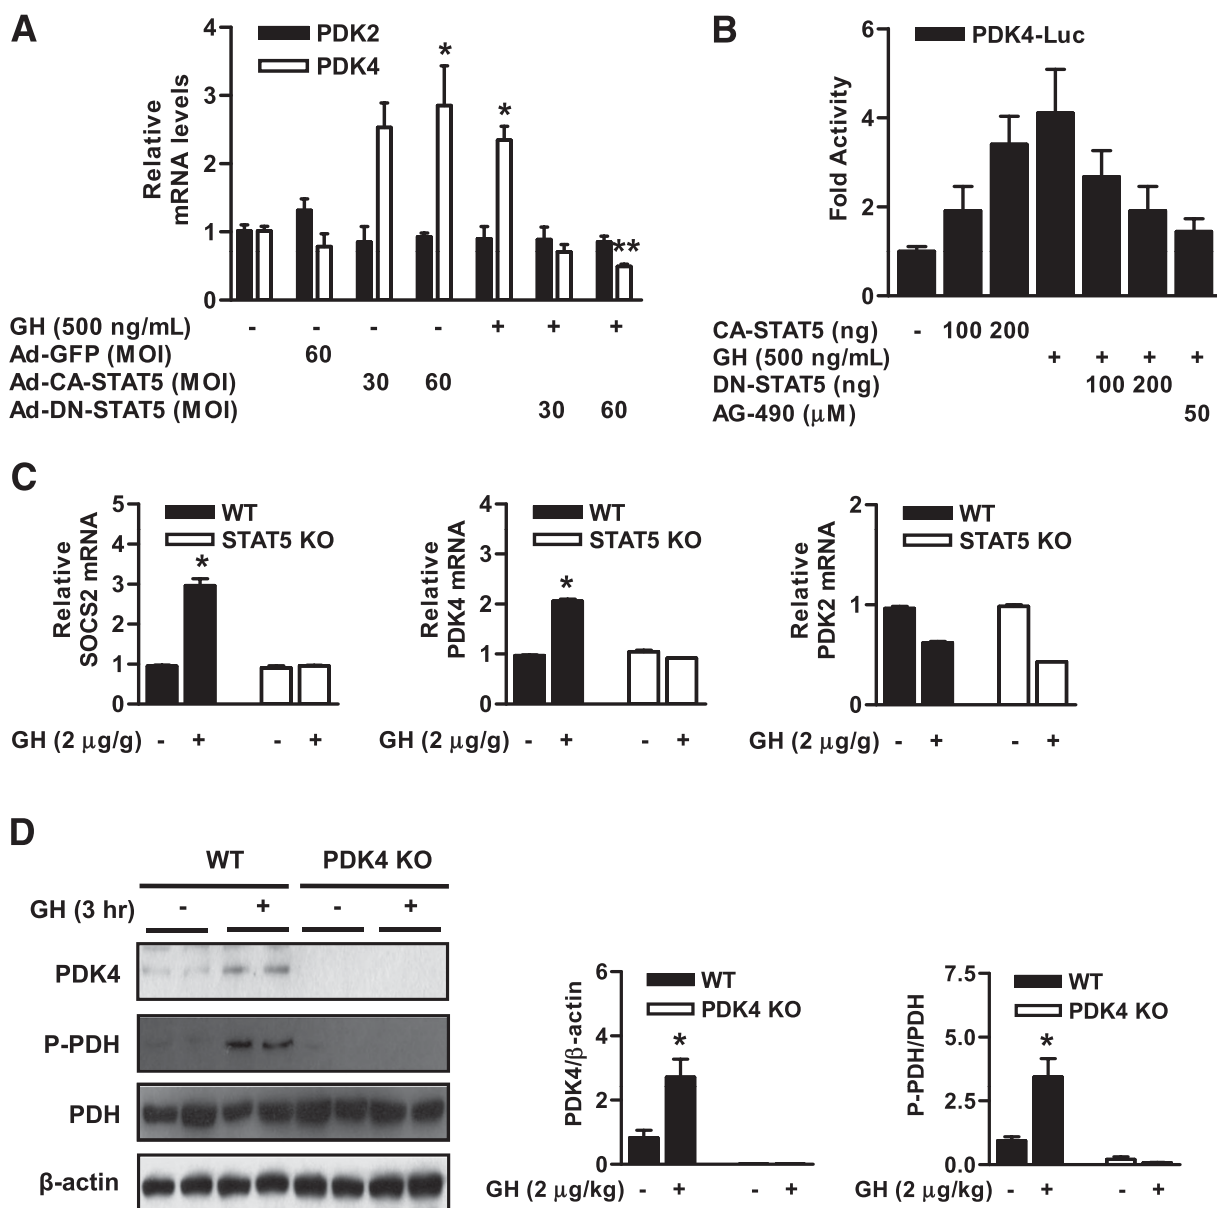 A
Relative
mRNA levels
4
3
2
1
0
PDK2
PDK4
*
*
**
GH (500 ng/mL) - - - - + + +
Ad-GFP (MOI) 60
Ad-CA-STAT5 (MOI) 30 60
Ad-DN-STAT5 (MOI) 30 60
B
Fold Activity
6
4
2
0
PDK4-Luc
CA-STAT5 (ng) - 100 200
GH (500 ng/mL) + + + +
DN-STAT5 (ng) 100 200
AG-490 (μM) 50
C
Relative
SOCS2 mRNA
5
4
3
2
1
0
WT
STAT5 KO
*
GH (2 μg/g) - + - +
Relative
PDK4 mRNA
4
3
2
1
0
WT
STAT5 KO
*
GH (2 μg/g) - + - +
Relative
PDK2 mRNA
2
1
0
WT
STAT5 KO
GH (2 μg/g) - + - +
D
WT PDK4 KO
GH (3 hr) - + - +
PDK4
P-PDH
PDH
β-actin
PDK4/β-actin
6
4
2
0
WT
PDK4 KO
*
GH (2 μg/kg) - + - +
P-PDH/PDH
7.5
5.0
2.5
0.0
WT
PDK4 KO
*
GH (2 μg/kg) - + - +